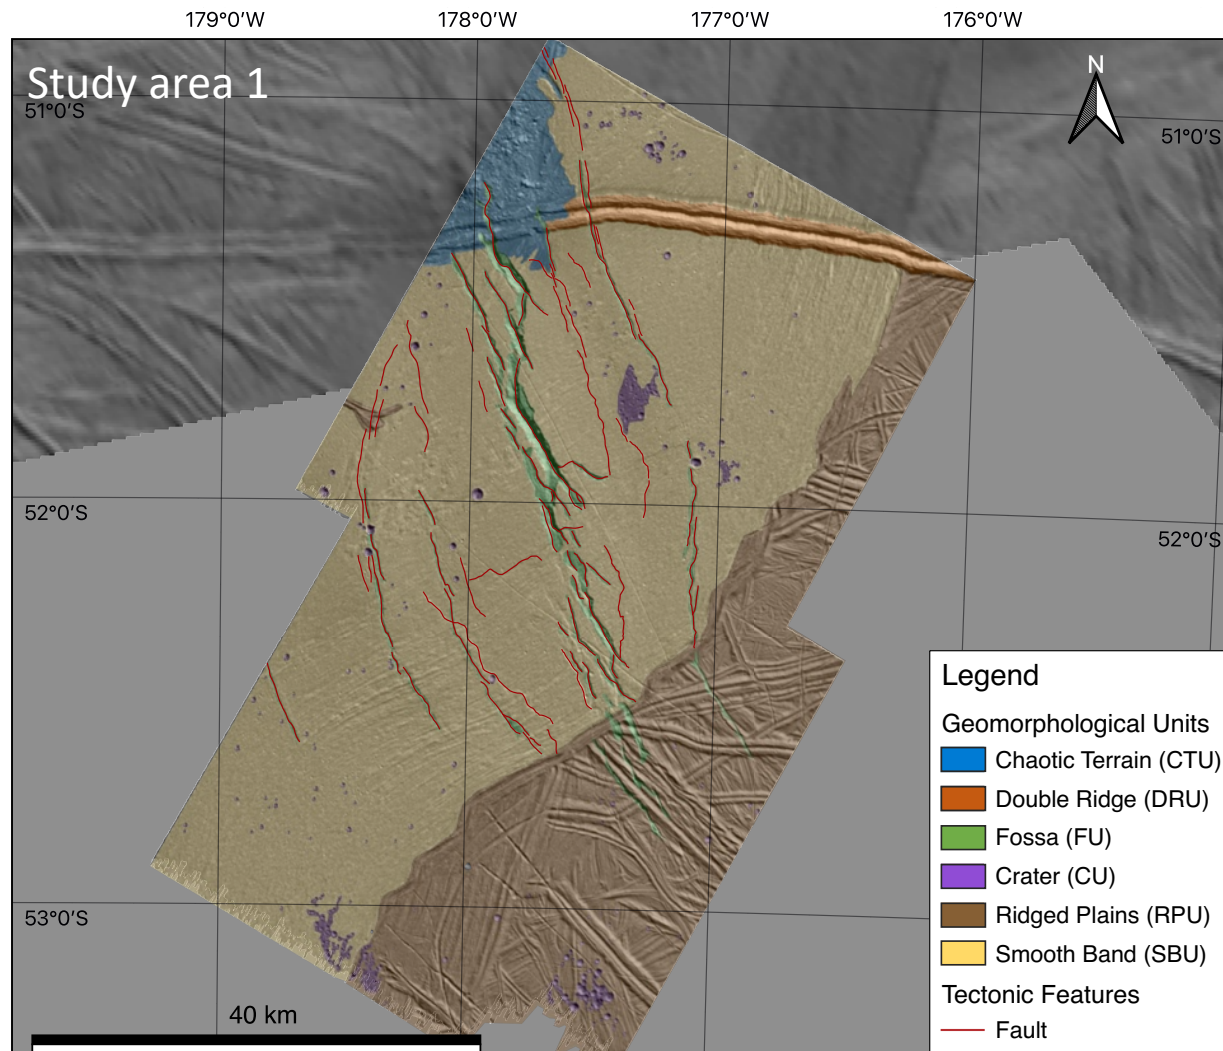 179°0'W
178°0'W
177°0'W
176°0'W
Study area 1
N
51°0'S
51°0'S
52°0'S
52°0'S
53°0'S
40 km
Legend
Geomorphological Units
Chaotic Terrain (CTU)
Double Ridge (DRU)
Fossa (FU)
Crater (CU)
Ridged Plains (RPU)
Smooth Band (SBU)
Tectonic Features
Fault